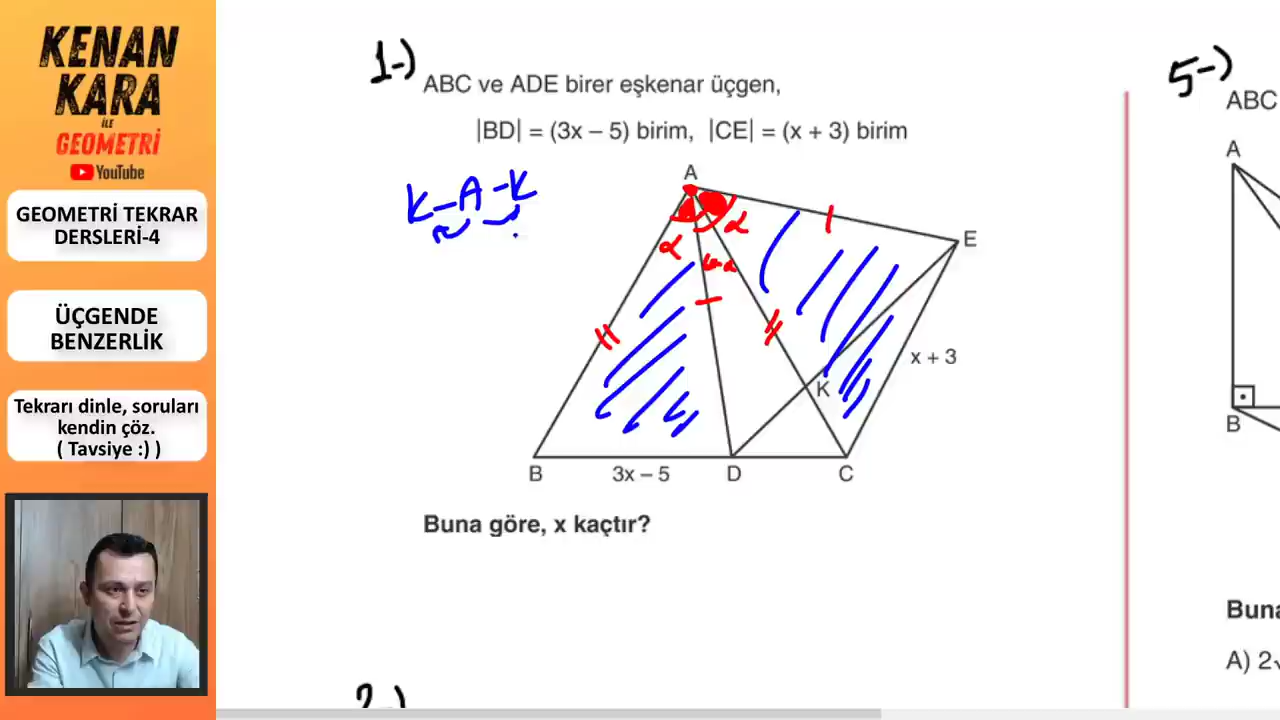 KENAN
KARA
İLE
GEOMETRİ
YouTube
GEOMETRİ TEKRAR
DERSLERİ-4
ÜÇGENDE
BENZERLİK
Tekrarı dinle, soruları
kendin çöz.
( Tavsiye :) )
1-)
ABC ve ADE birer eşkenar üçgen,
|BD| = (3x – 5) birim, |CE| = (x + 3) birim
K-A-K
A
α
α
60-α
E
x + 3
K
B
3x – 5
D
C
Buna göre, x kaçtır?
2-)
5-)
ABC
A
B
Buna
A) 2√